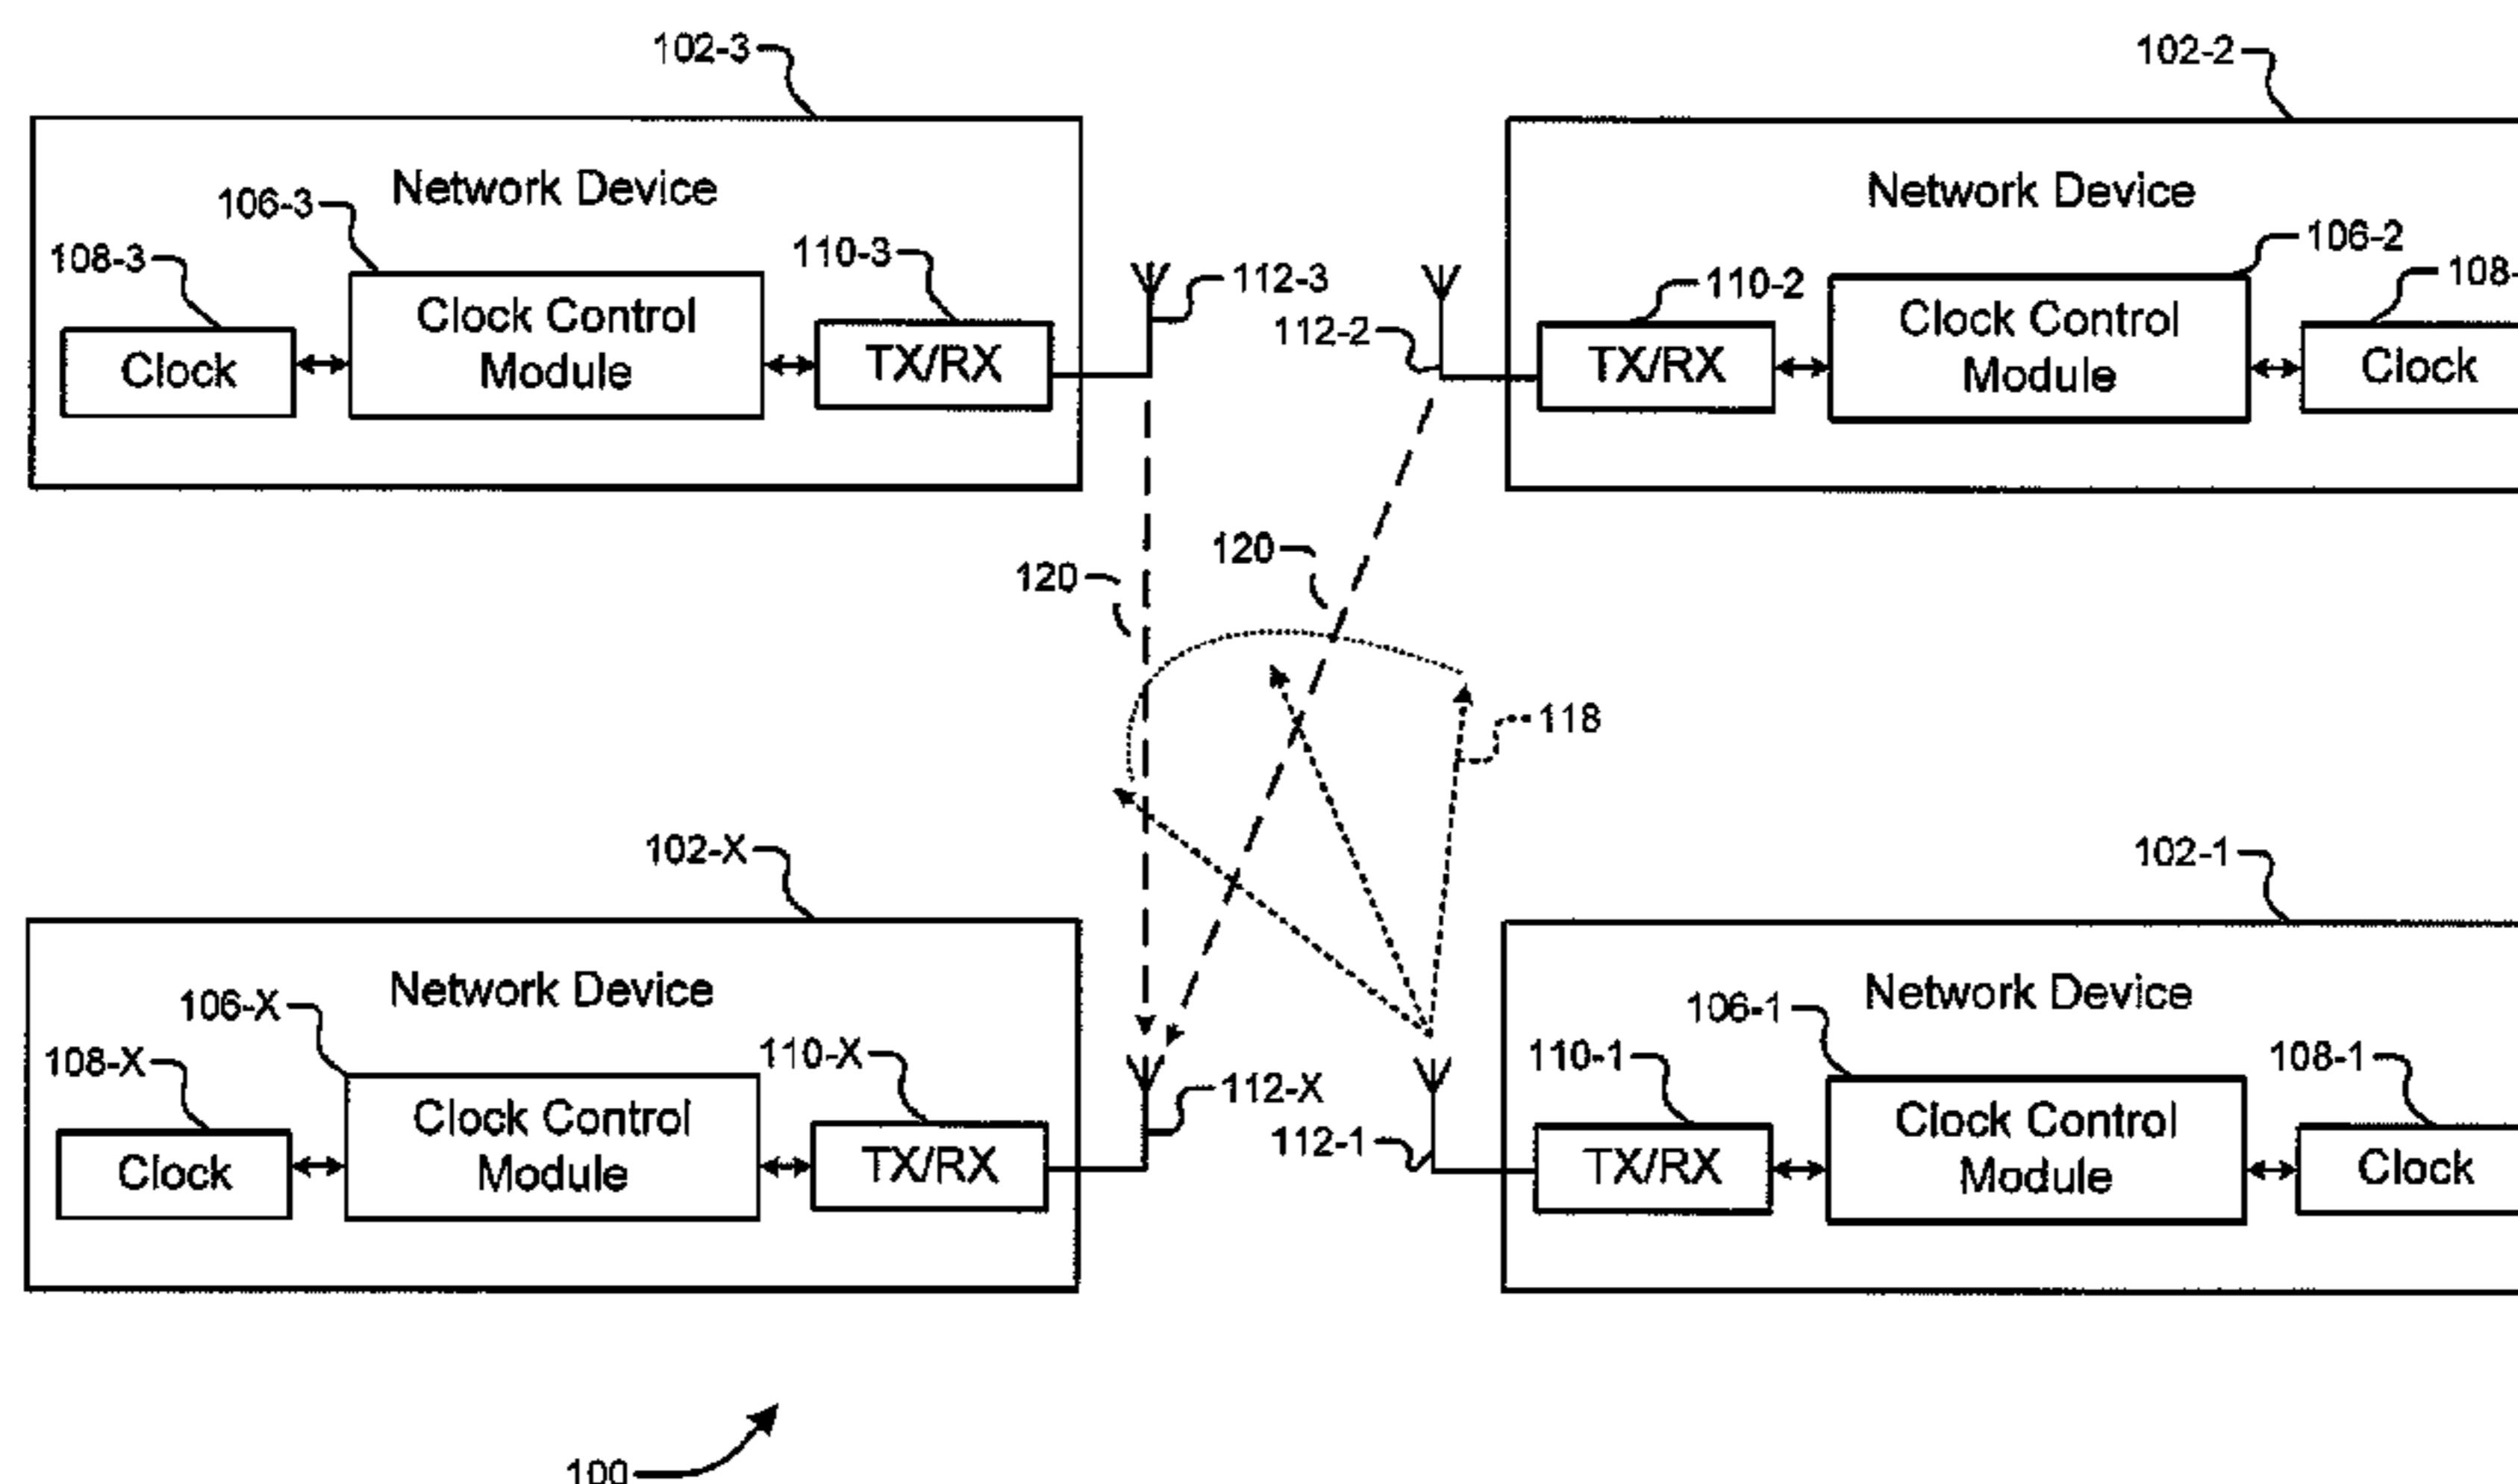 102-3
102-2
Network Device
Network Device
106-3
106-2
108-3
110-3
112-3
110-2
108-
Clock Control
Module
Clock Control
Module
112-2
Clock
TX/RX
TX/RX
Clock
120
120
118
102-X
102-1
Network Device
Network Device
106-X
106-1
108-X
110-X
112-X
110-1
108-1
Clock Control
Module
Clock Control
Module
112-1
Clock
TX/RX
TX/RX
Clock
100